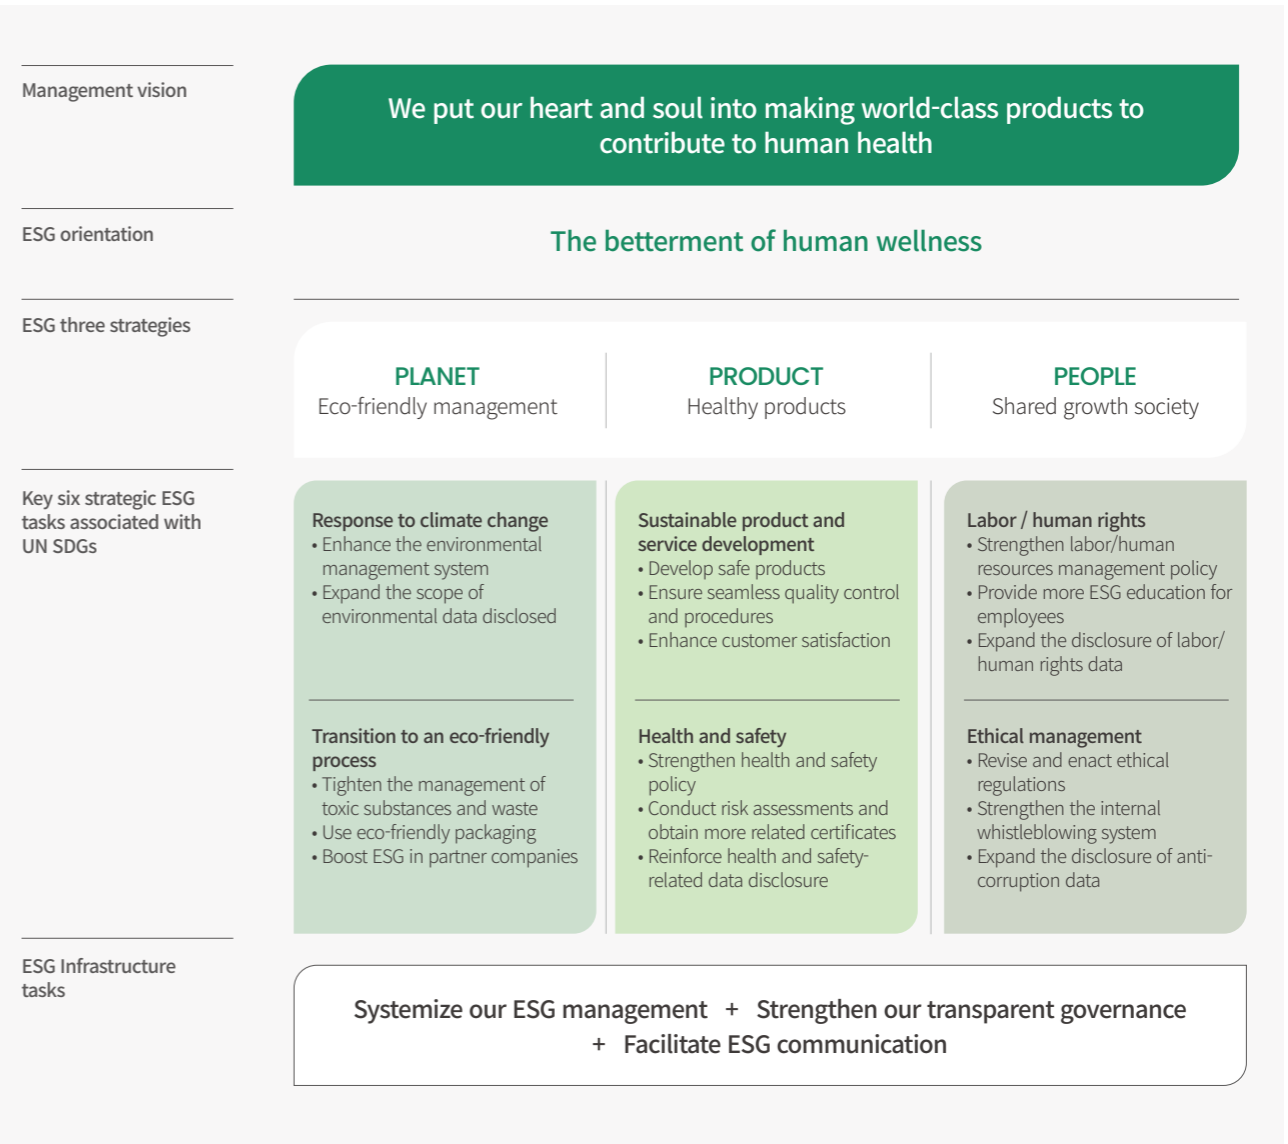 Management vision
We put our heart and soul into making world-class products to
contribute to human health
ESG orientation
The betterment of human wellness
ESG three strategies
PLANET
Eco-friendly management
PRODUCT
Healthy products
PEOPLE
Shared growth society
Key six strategic ESG
tasks associated with
UN SDGs
Response to climate change
• Enhance the environmental
management system
• Expand the scope of
environmental data disclosed
Transition to an eco-friendly
process
• Tighten the management of
toxic substances and waste
• Use eco-friendly packaging
• Boost ESG in partner companies
Sustainable product and
service development
• Develop safe products
• Ensure seamless quality control
and procedures
• Enhance customer satisfaction
Health and safety
• Strengthen health and safety
policy
• Conduct risk assessments and
obtain more related certificates
• Reinforce health and safety-
related data disclosure
Labor / human rights
• Strengthen labor/human
resources management policy
• Provide more ESG education for
employees
• Expand the disclosure of labor/
human rights data
Ethical management
• Revise and enact ethical
regulations
• Strengthen the internal
whistleblowing system
• Expand the disclosure of anti-
corruption data
ESG Infrastructure
tasks
Systemize our ESG management + Strengthen our transparent governance
+ Facilitate ESG communication